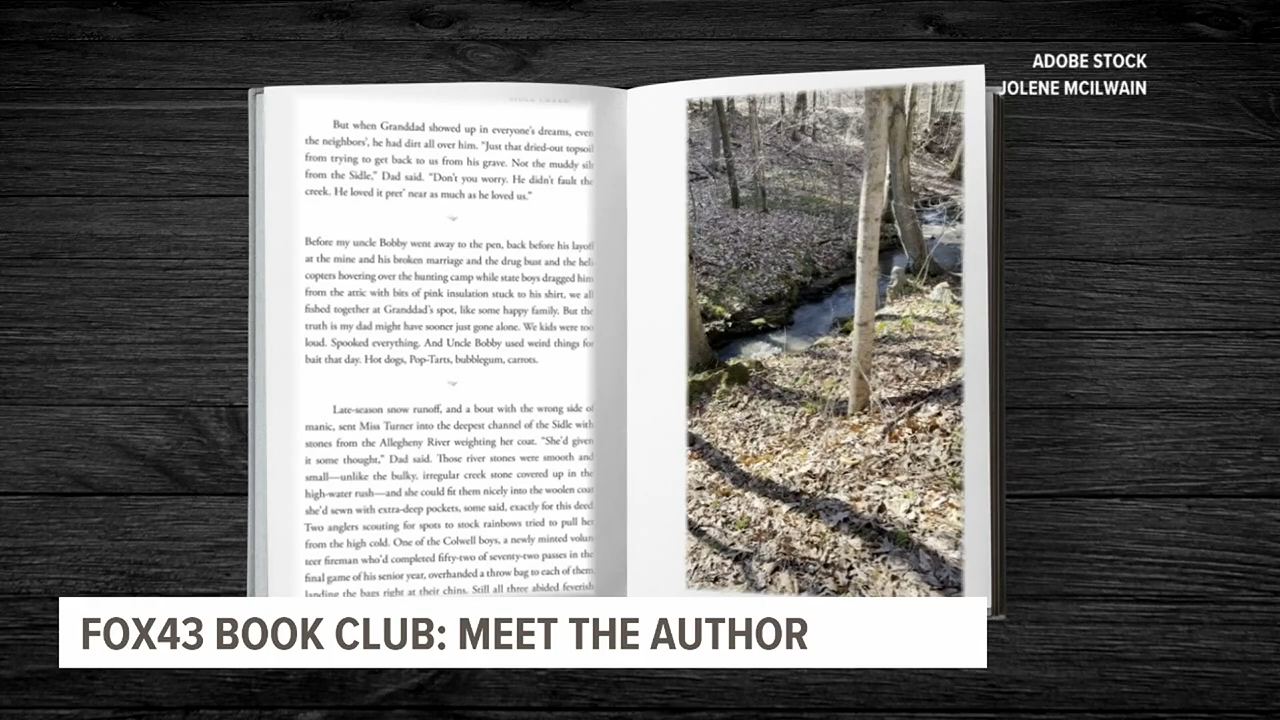 ADOBE STOCK
JOLENE MCILWAIN
But when Granddad showed up in everyone's dreams, even
the neighbors', he had dirt all over him. "Just that dried-out topsoil
from trying to get back to us from his grave. Not the muddy silt
from the Sidle," Dad said. "Don't you worry. He didn't fault the
creek. He loved it pret' near as much as he loved us."
Before my uncle Bobby went away to the pen, back before his layoff
at the mine and his broken marriage and the drug bust and the heli
copters hovering over the hunting camp while state boys dragged him
from the attic with bits of pink insulation stuck to his shirt, we all
fished together at Granddad's spot, like some happy family. But the
truth is my dad might have sooner just gone alone. We kids were too
loud. Spooked everything. And Uncle Bobby used weird things for
bait that day. Hot dogs, Pop-Tarts, bubblegum, carrots.
Late-season snow runoff, and a bout with the wrong side of
manic, sent Miss Turner into the deepest channel of the Sidle with
stones from the Allegheny River weighting her coat. "She'd given
it some thought," Dad said. Those river stones were smooth and
small—unlike the bulky, irregular creek stone covered up in the
high-water rush—and she could fit them nicely into the woolen coat
she'd sewn with extra-deep pockets, some said, exactly for this deed.
Two anglers scouting for spots to stock rainbows tried to pull her
from the high cold. One of the Colwell boys, a newly minted volun
teer fireman who'd completed fifty-two of seventy-two passes in the
final game of his senior year, overhanded a throw bag to each of them,
landing the bags right at their chins. Still all three abided feverish
FOX43 BOOK CLUB: MEET THE AUTHOR